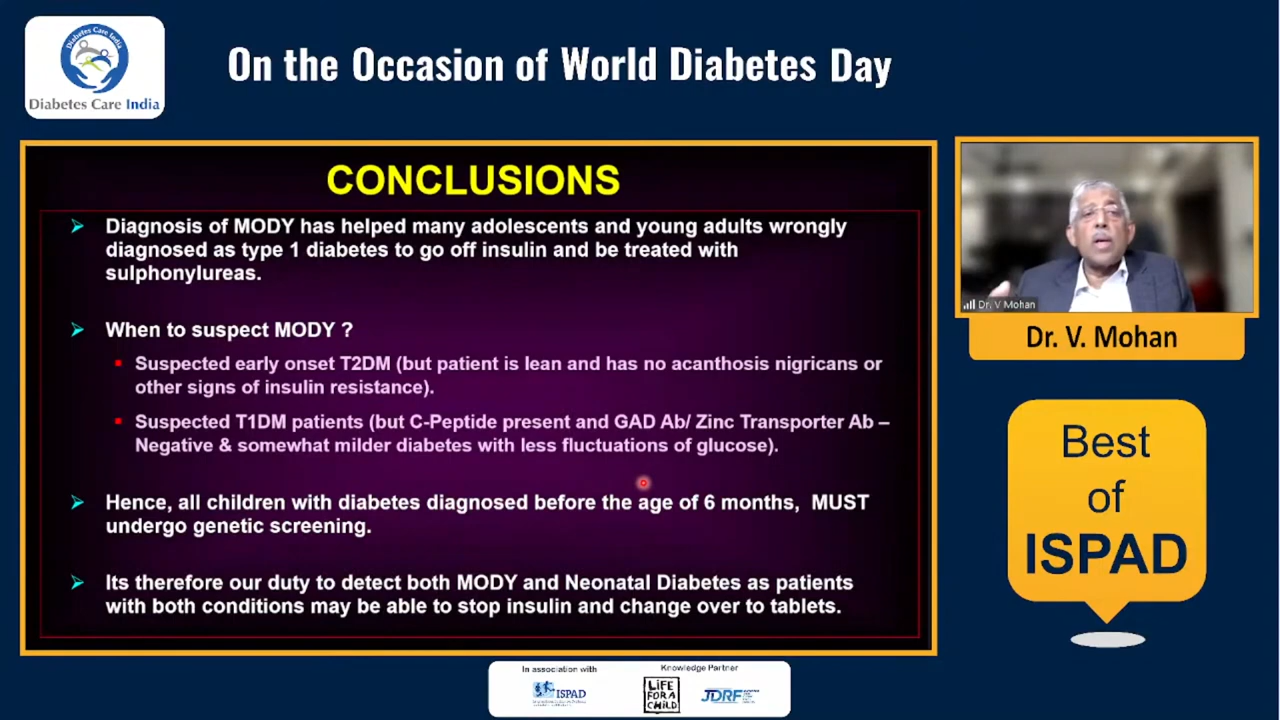 Diabetes Care India
Diabetes Care India
On the Occasion of World Diabetes Day
CONCLUSIONS
Diagnosis of MODY has helped many adolescents and young adults wrongly
diagnosed as type 1 diabetes to go off insulin and be treated with
sulphonylureas.
When to suspect MODY ?
Suspected early onset T2DM (but patient is lean and has no acanthosis nigricans or
other signs of insulin resistance).
Suspected T1DM patients (but C-Peptide present and GAD Ab/ Zinc Transporter Ab –
Negative & somewhat milder diabetes with less fluctuations of glucose).
Hence, all children with diabetes diagnosed before the age of 6 months, MUST
undergo genetic screening.
Its therefore our duty to detect both MODY and Neonatal Diabetes as patients
with both conditions may be able to stop insulin and change over to tablets.
Dr. V Mohan
Dr. V. Mohan
Best
of
ISPAD
In association with
ISPAD
Knowledge Partner
LiFE
FOR A
CHiLD
JDRF